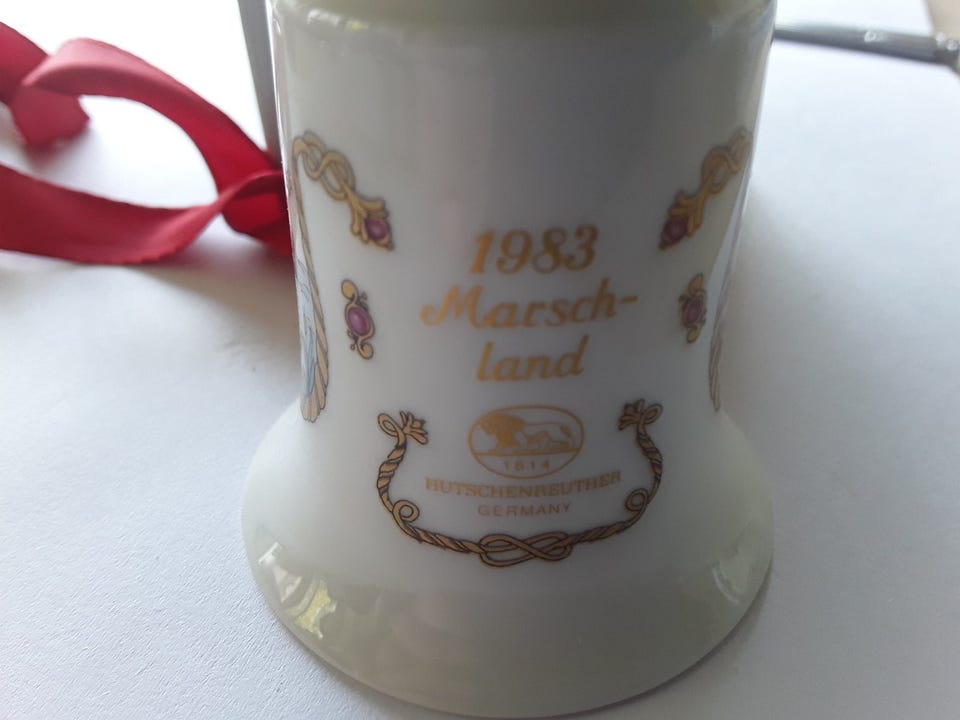 1983
Marsch-
land
1814
HUTSCHENREUTHER
GERMANY